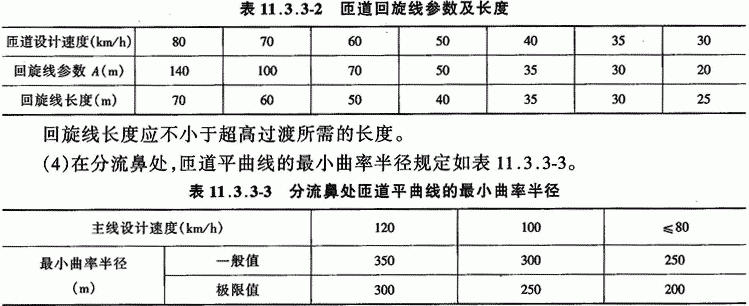 表 11.3.3-2 匝道回旋线参数及长度
匝道设计速度(km/h) 80 70 60 50 40 35 30
回旋线参数 A(m) 140 100 70 50 35 30 20
回旋线长度(m) 70 60 50 40 35 30 25
回旋线长度应不小于超高过渡所需的长度。
(4)在分流鼻处,匝道平曲线的最小曲率半径规定如表 11.3.3-3。
表 11.3.3-3 分流鼻处匝道平曲线的最小曲率半径
主线设计速度(km/h) 120 100 ≤80
最小曲率半径 一般值 350 300 250
(m) 极限值 300 250 200